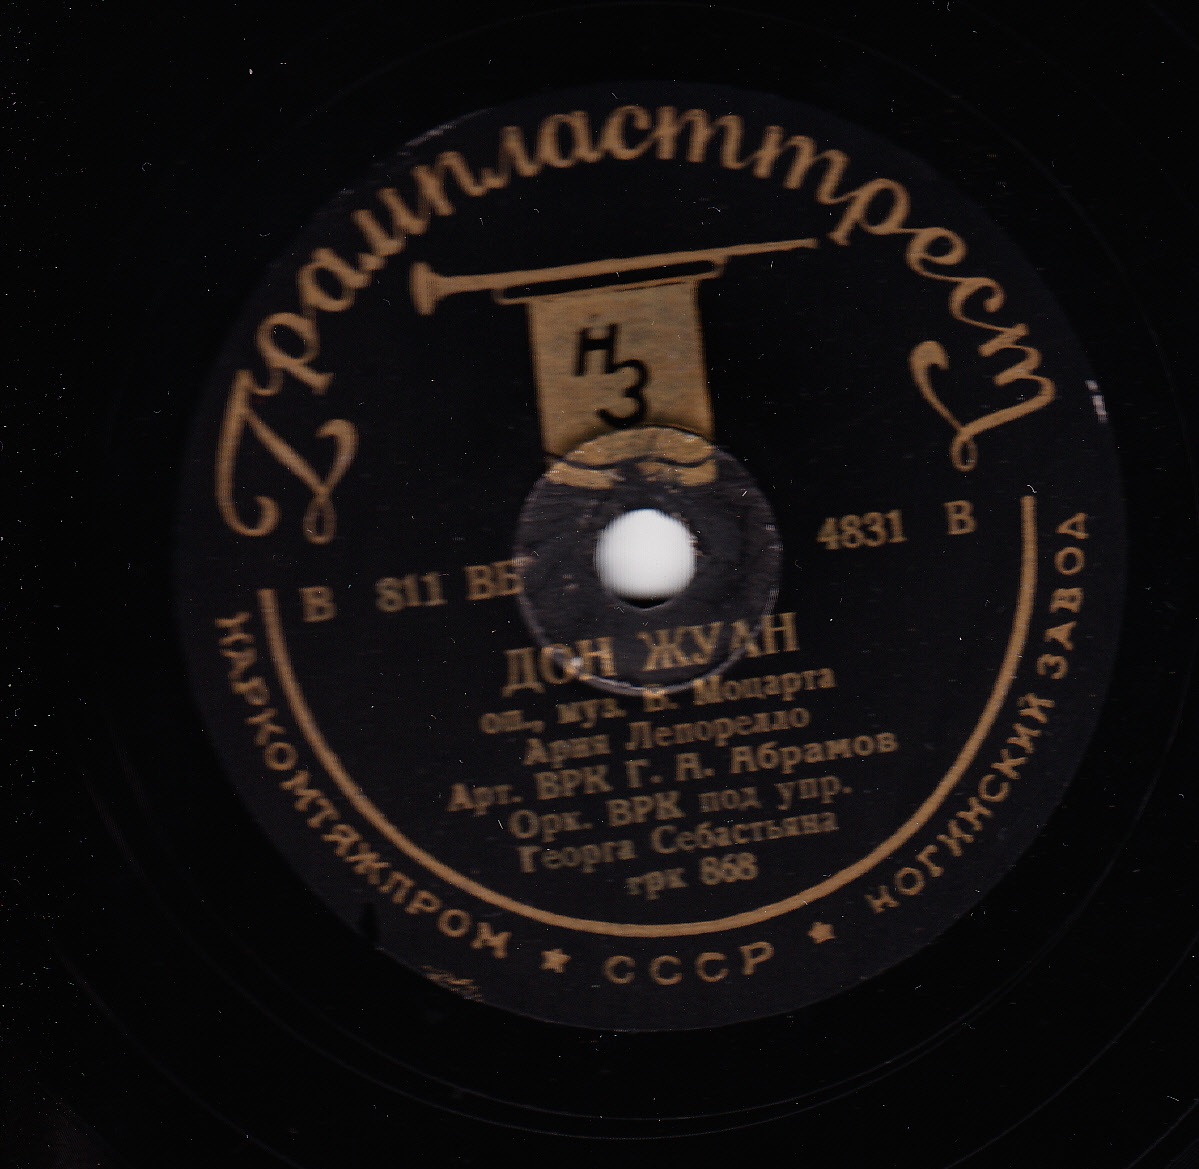 Грампласттрест
НЗ
В 811 ВБ 4831 В
ДОН ЖУАН
оп., муз. В. Моцарта
Ария Лепорелло
Арт. ВРК Г. А. Абрамов
Орк. ВРК под упр.
Георга Себастьяна
грк 868
НАРКОМТЯЖПРОМ ★ СССР ★ НОГИНСКИЙ ЗАВОД